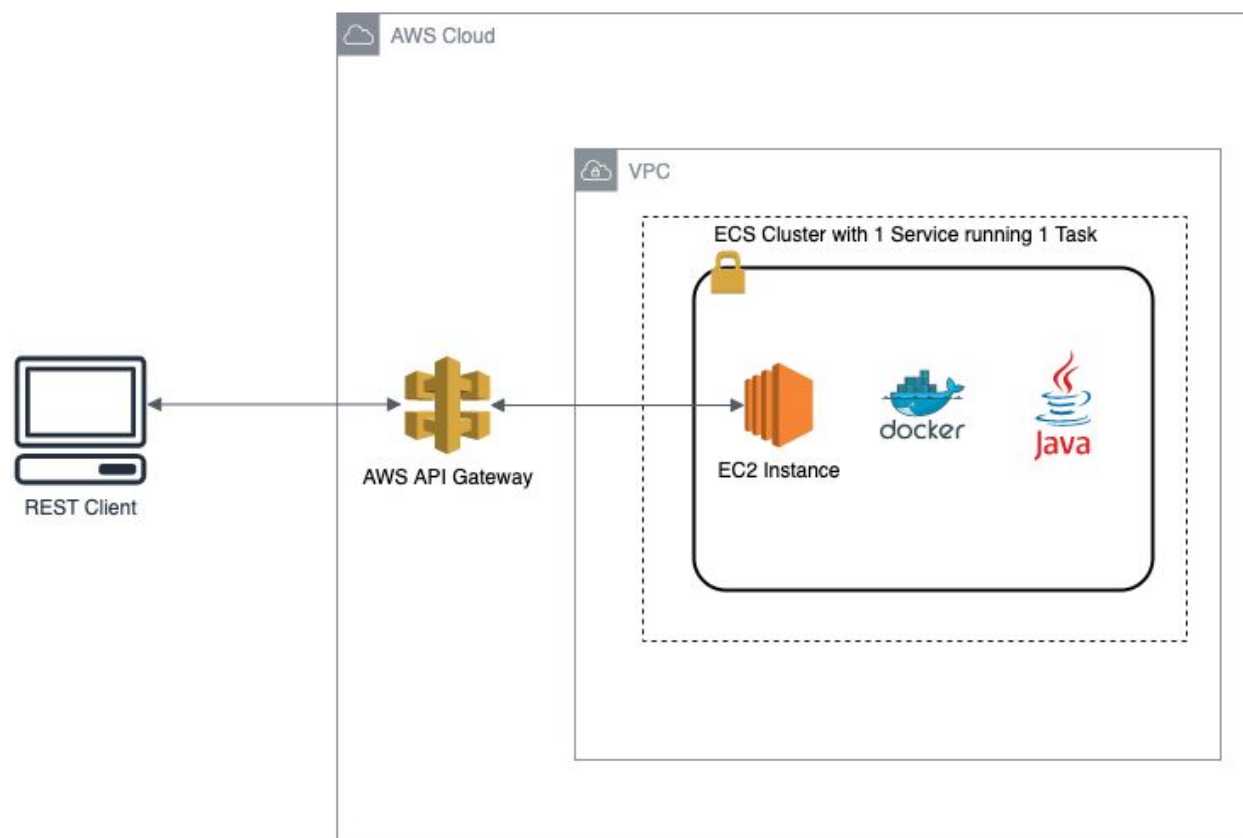 AWS Cloud
VPC
ECS Cluster with 1 Service running 1 Task
docker
Java
EC2 Instance
AWS API Gateway
REST Client